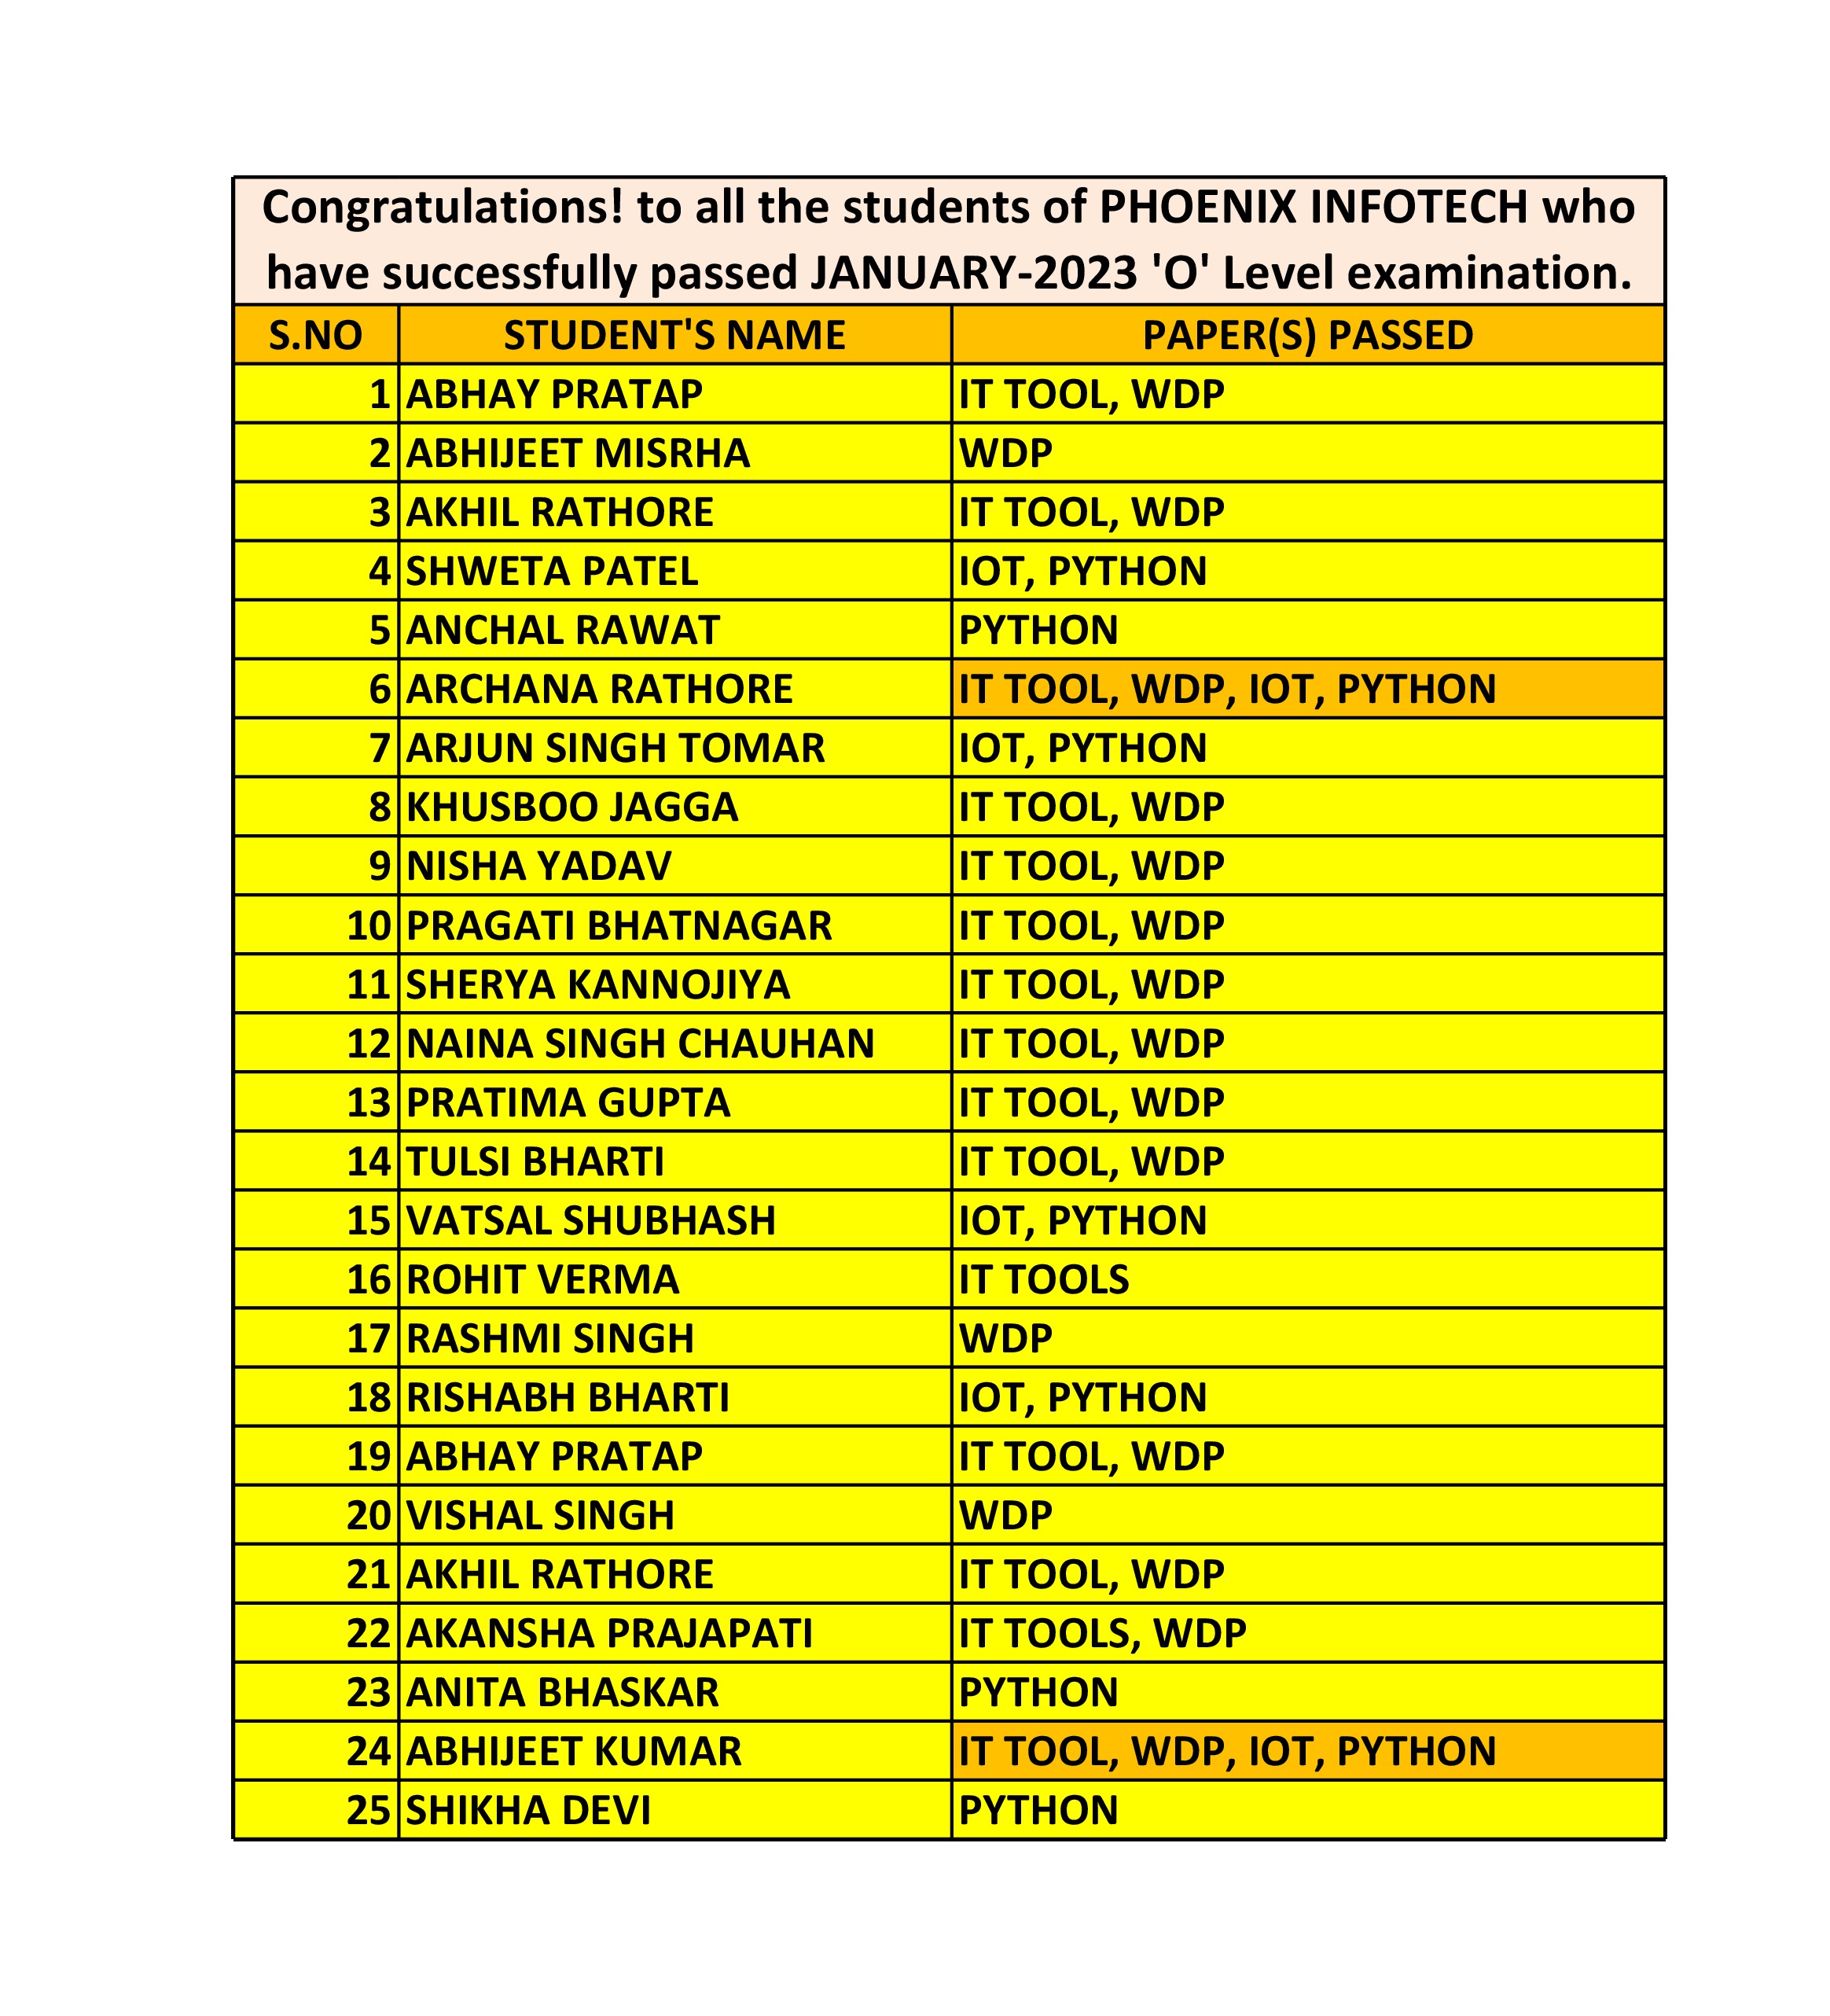 Congratulations! to all the students of PHOENIX INFOTECH who
have successfully passed JANUARY-2023 'O' Level examination.
S.NO STUDENT'S NAME PAPER(S) PASSED
1 ABHAY PRATAP IT TOOL, WDP
2 ABHIJEET MISRHA WDP
3 AKHIL RATHORE IT TOOL, WDP
4 SHWETA PATEL IOT, PYTHON
5 ANCHAL RAWAT PYTHON
6 ARCHANA RATHORE IT TOOL, WDP, IOT, PYTHON
7 ARJUN SINGH TOMAR IOT, PYTHON
8 KHUSBOO JAGGA IT TOOL, WDP
9 NISHA YADAV IT TOOL, WDP
10 PRAGATI BHATNAGAR IT TOOL, WDP
11 SHERYA KANNOJIYA IT TOOL, WDP
12 NAINA SINGH CHAUHAN IT TOOL, WDP
13 PRATIMA GUPTA IT TOOL, WDP
14 TULSI BHARTI IT TOOL, WDP
15 VATSAL SHUBHASH IOT, PYTHON
16 ROHIT VERMA IT TOOLS
17 RASHMI SINGH WDP
18 RISHABH BHARTI IOT, PYTHON
19 ABHAY PRATAP IT TOOL, WDP
20 VISHAL SINGH WDP
21 AKHIL RATHORE IT TOOL, WDP
22 AKANSHA PRAJAPATI IT TOOLS, WDP
23 ANITA BHASKAR PYTHON
24 ABHIJEET KUMAR IT TOOL, WDP, IOT, PYTHON
25 SHIKHA DEVI PYTHON